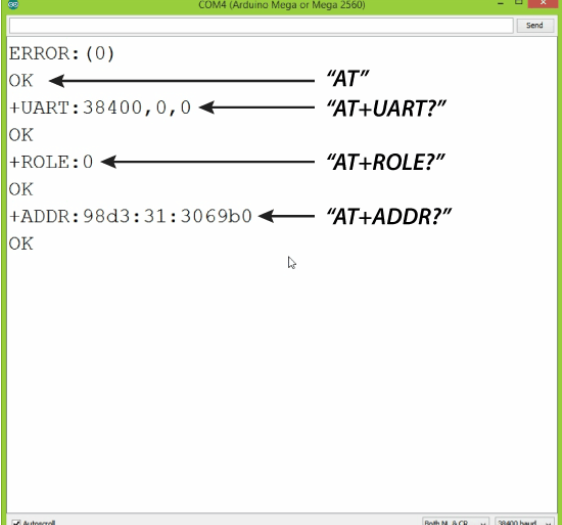 COM4 (Arduino Mega or Mega 2560)
Send
ERROR:(0)
OK “AT”
+UART:38400,0,0 “AT+UART?”
OK
+ROLE:0 “AT+ROLE?”
OK
+ADDR:98d3:31:3069b0 “AT+ADDR?”
OK
Autoscroll Both NL & CR 38400 baud